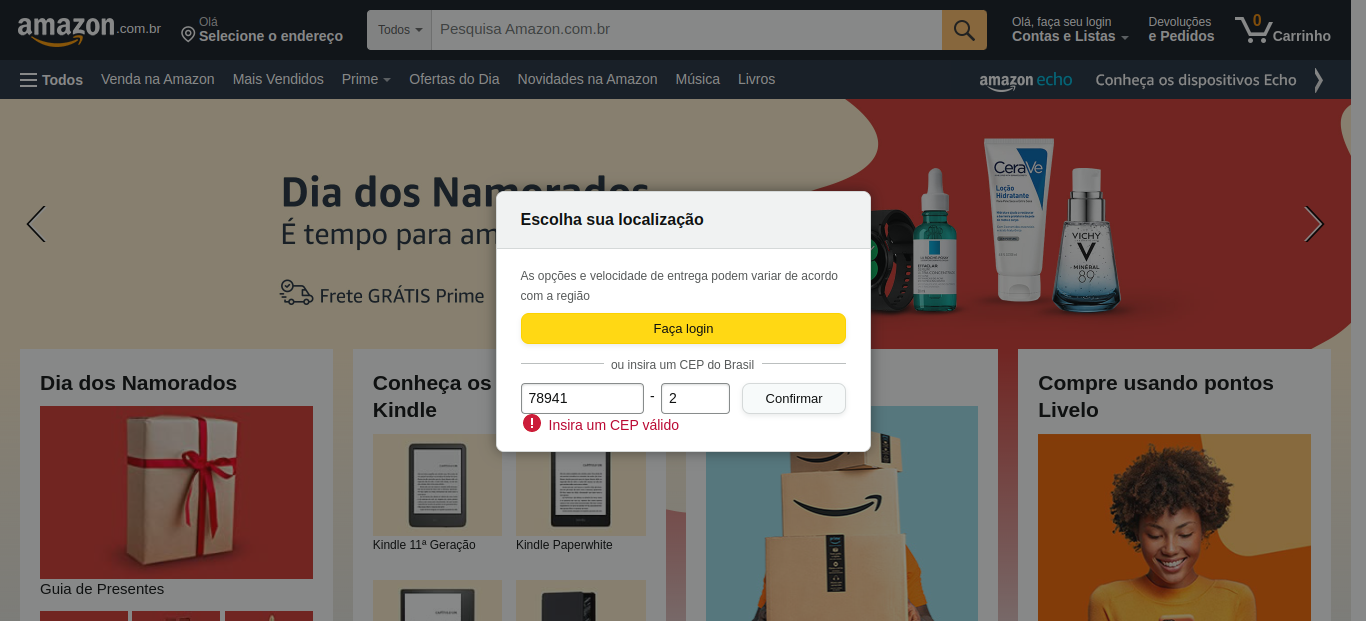 amazon.com.br
Olá
Selecione o endereço
Todos
Pesquisa Amazon.com.br
Olá, faça seu login
Contas e Listas
Devoluções
e Pedidos
0
Carrinho
Todos
Venda na Amazon
Mais Vendidos
Prime
Ofertas do Dia
Novidades na Amazon
Música
Livros
amazon echo
Conheça os dispositivos Echo
Dia dos Namorados
É tempo para am
Frete GRÁTIS Prime
CeraVe
Loção
Hidratante
VICHY
MINÉRAL
89
Escolha sua localização
As opções e velocidade de entrega podem variar de acordo
com a região
Faça login
ou insira um CEP do Brasil
78941 - 2
Confirmar
! Insira um CEP válido
Dia dos Namorados
Guia de Presentes
Conheça os
Kindle
Kindle 11ª Geração
Kindle Paperwhite
Compre usando pontos
Livelo